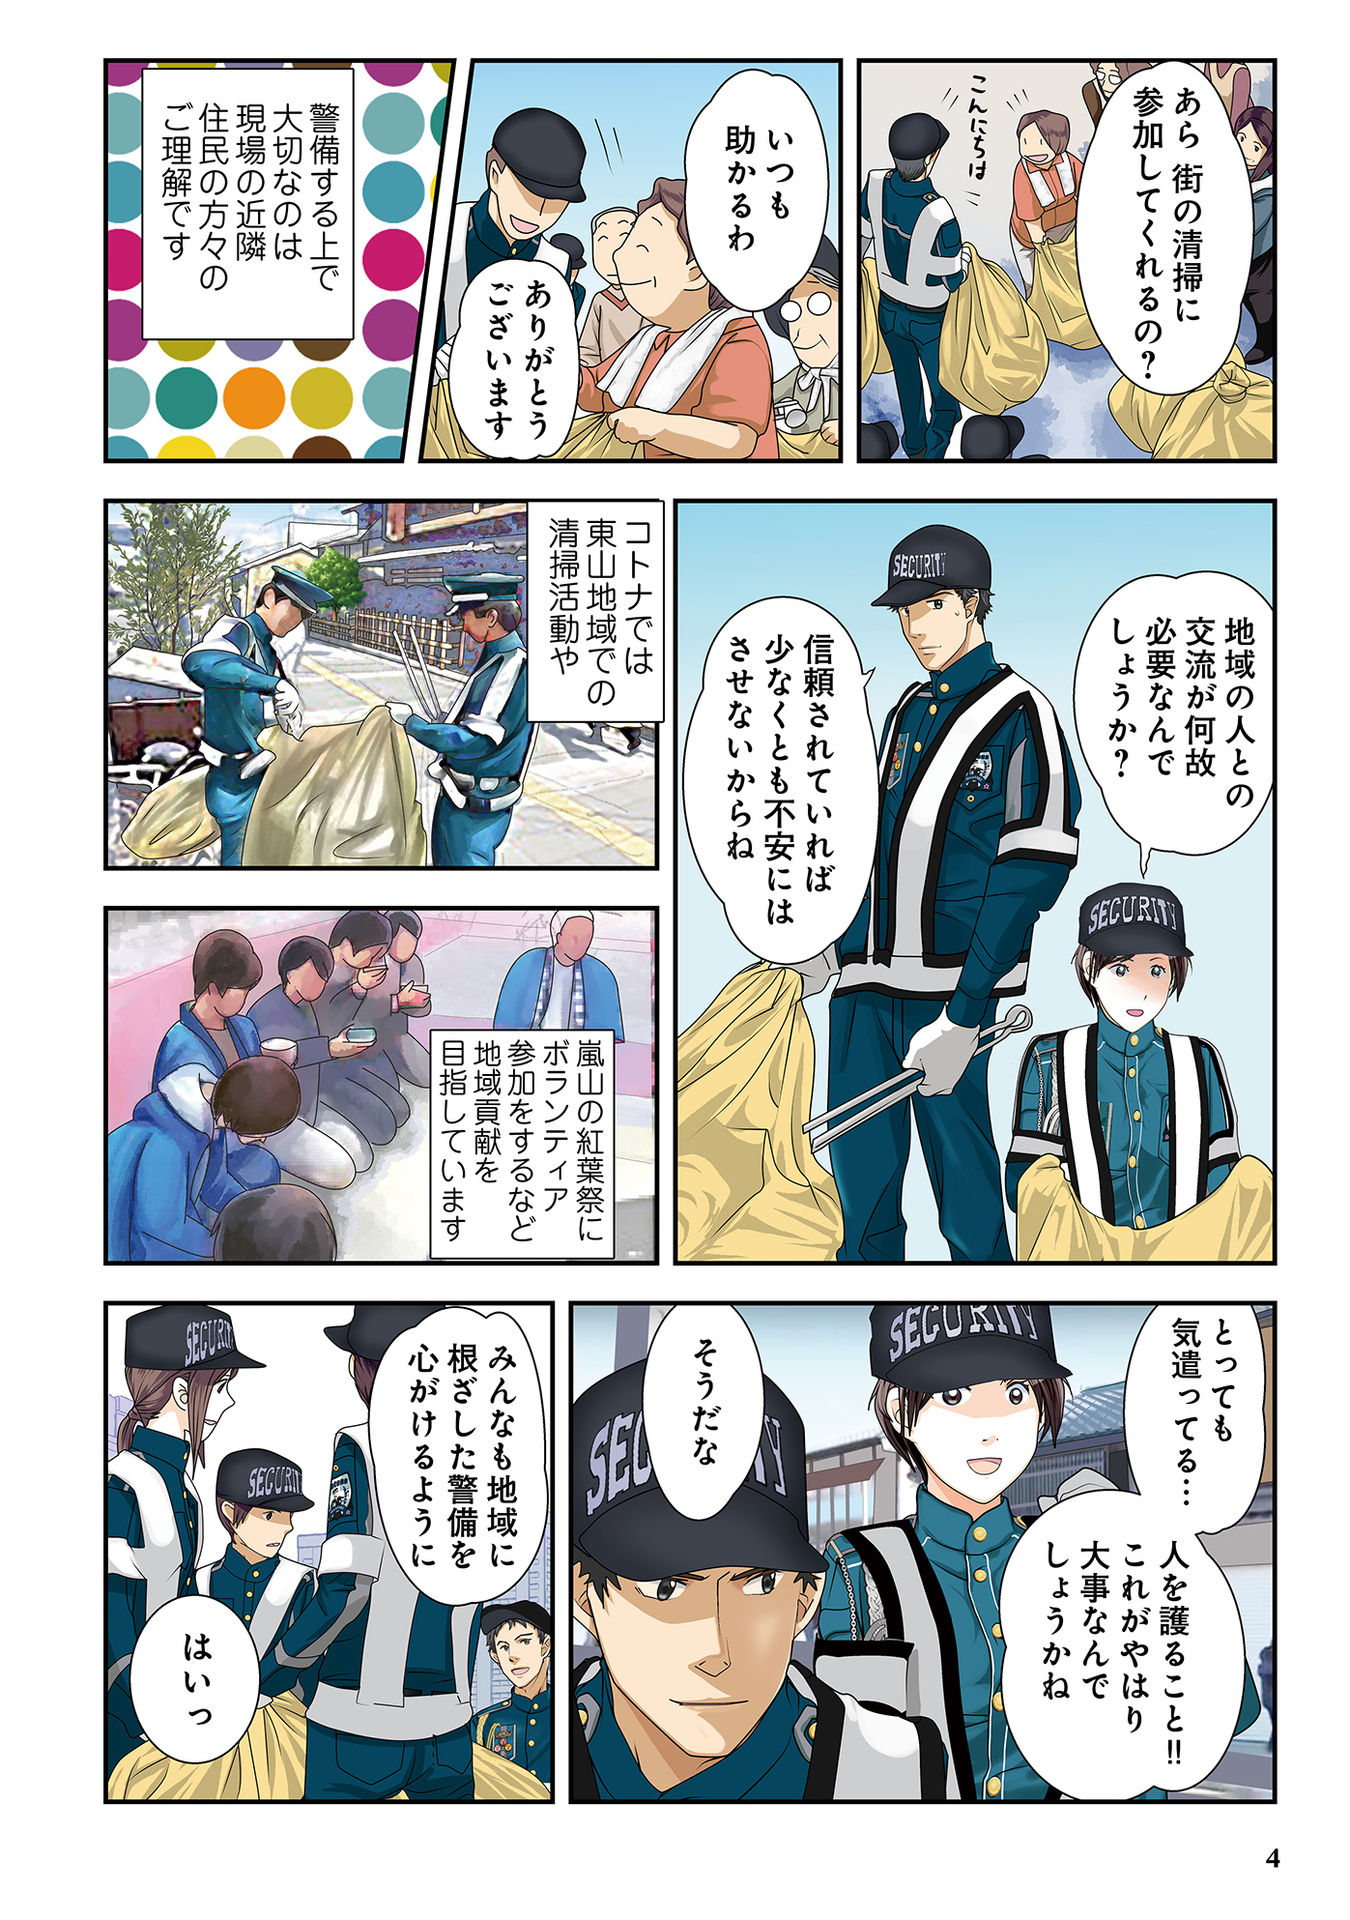 あら 街の清掃に
参加してくれるの?
こんにちは
いつも
助かるわ
ありがとう
ございます
警備する上で
大切なのは
現場の近隣
住民の方々の
ご理解です
地域の人との
交流が何故
必要なんで
しょうか?
信頼されていれば
少なくとも不安には
させないからね
SECURITY
SECURITY
コトナでは
東山地域での
清掃活動や
嵐山の紅葉祭に
ボランティア
参加をするなど
地域貢献を
目指しています
とっても
気遣ってる…
人を護ること!!
これがやはり
大事なんで
しょうかね
SECURITY
そうだな
SECURITY
みんなも地域に
根ざした警備を
心がけるように
SECURITY
SECURITY
はいっ
4